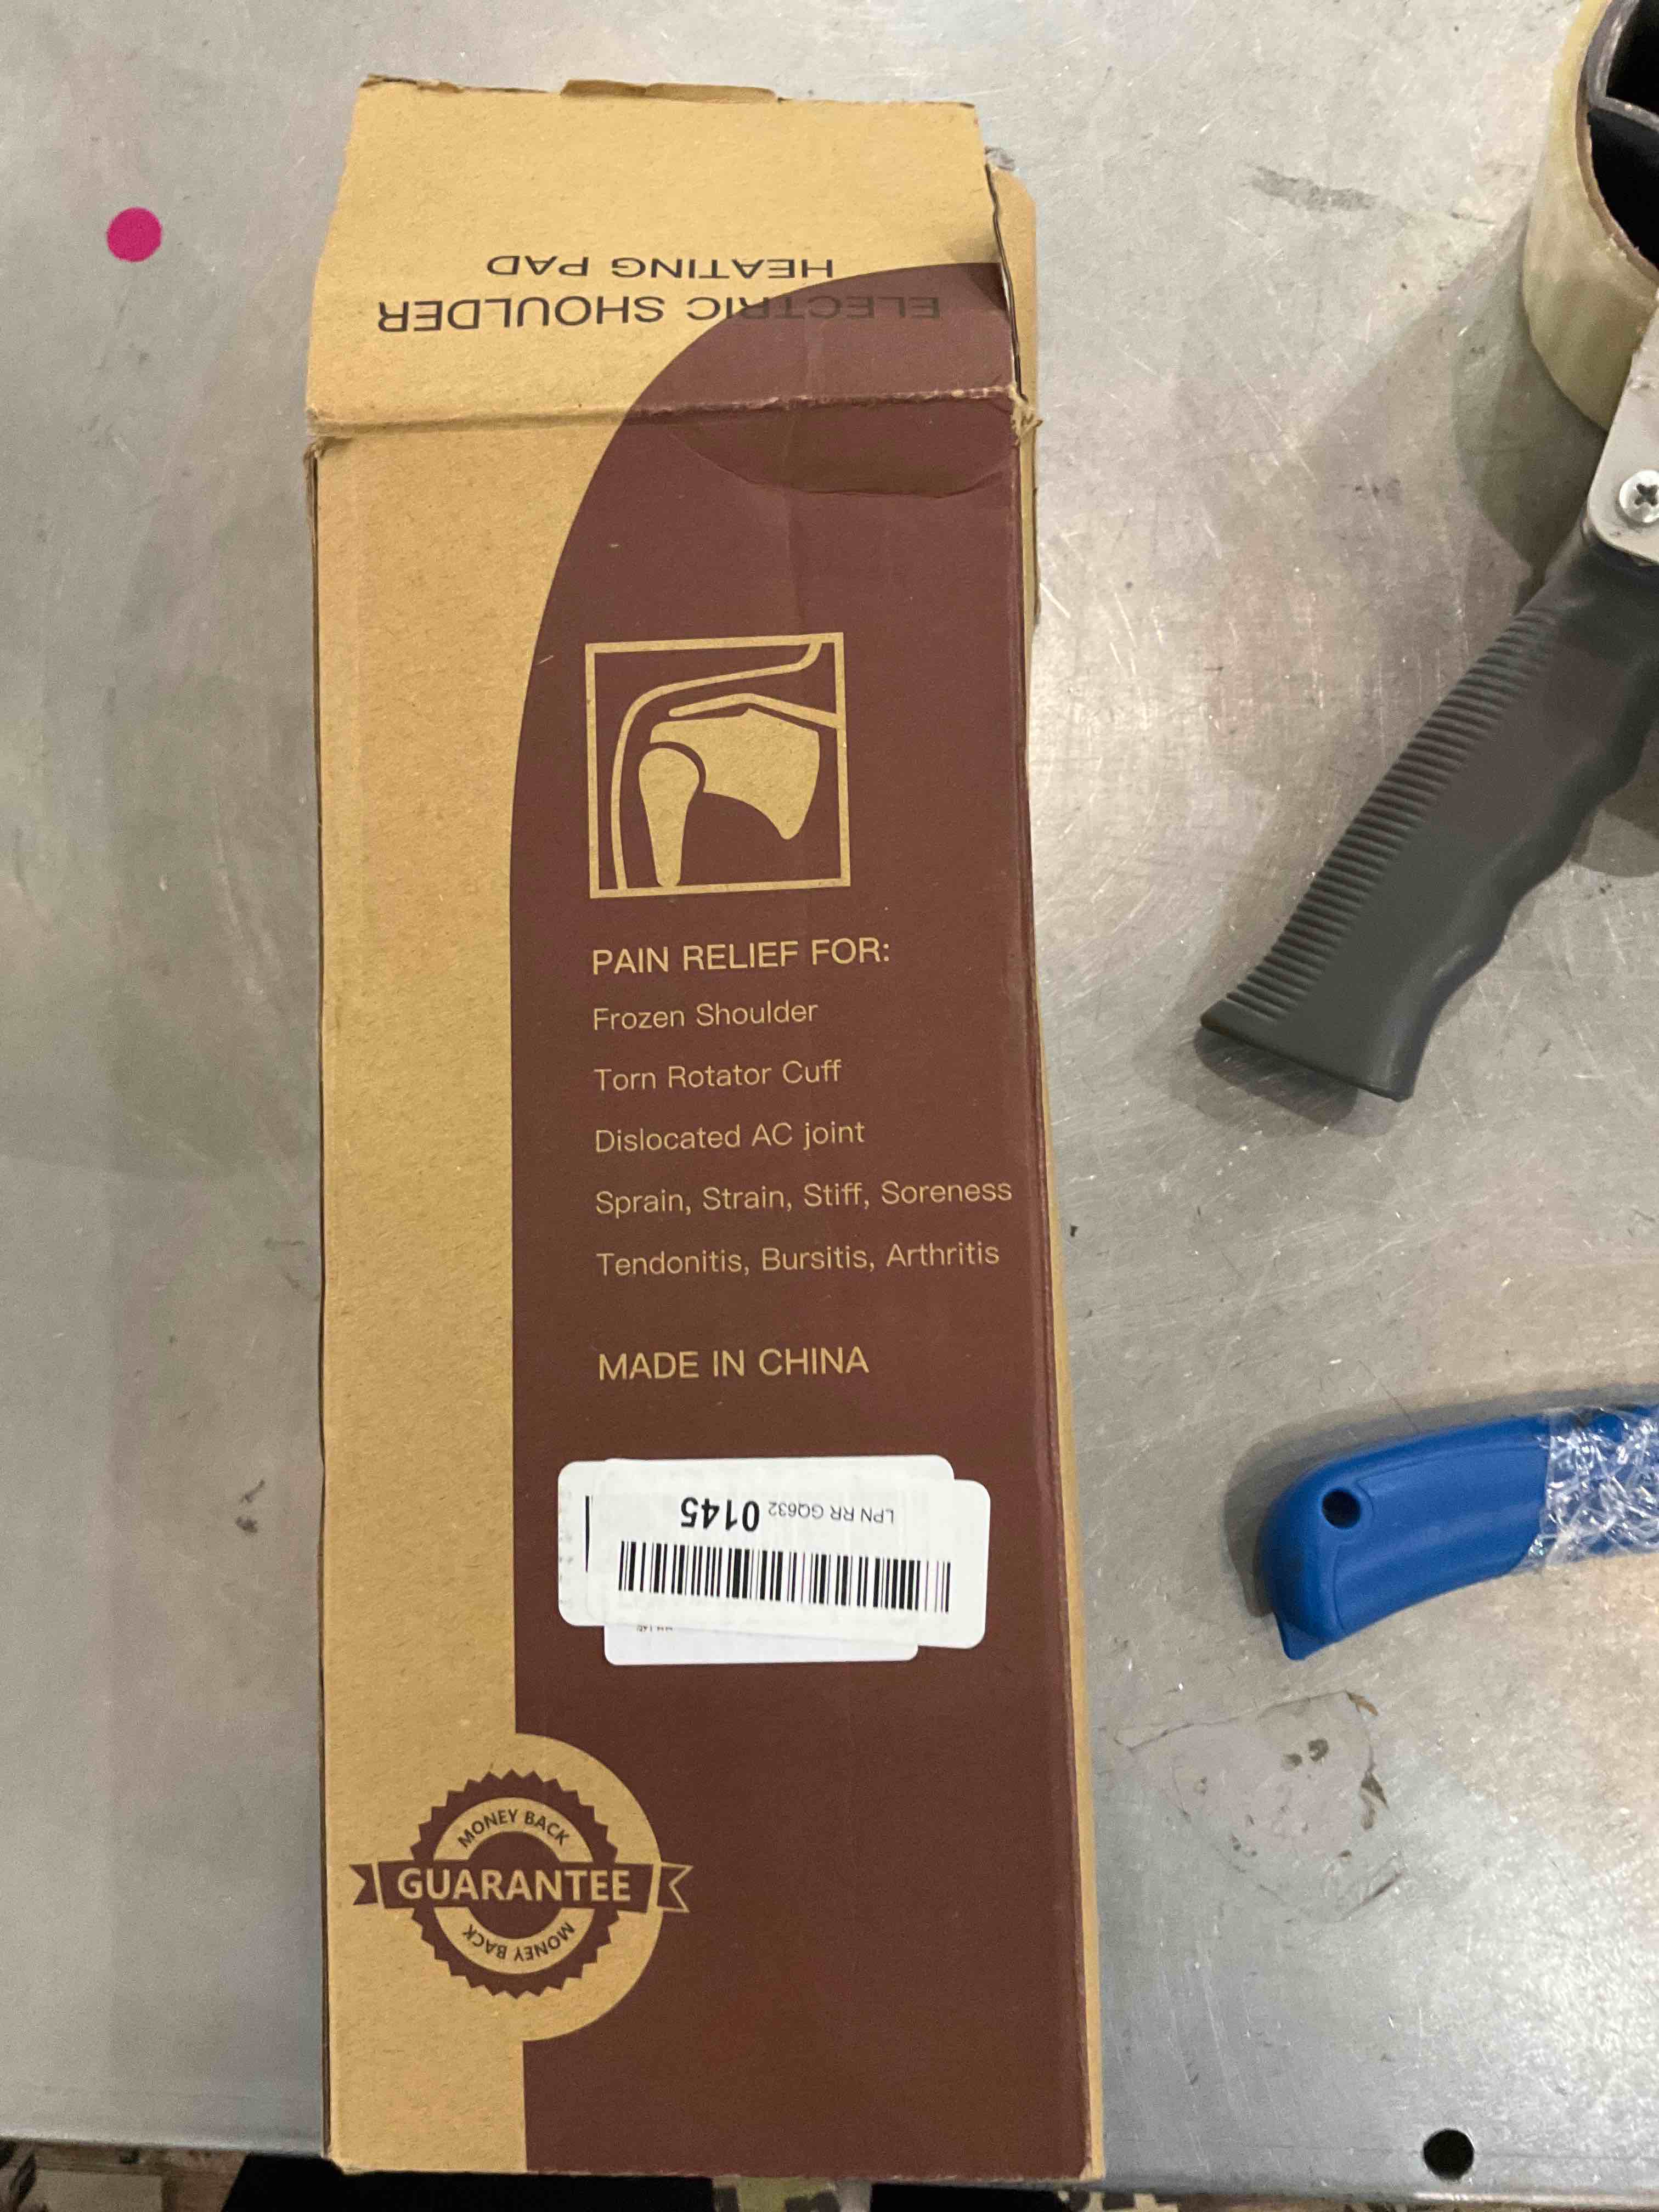 ELECTRIC SHOULDER
HEATING PAD
PAIN RELIEF FOR:
Frozen Shoulder
Torn Rotator Cuff
Dislocated AC joint
Sprain, Strain, Stiff, Soreness
Tendonitis, Bursitis, Arthritis
MADE IN CHINA
LPN RR GQ632 0145
MONEY BACK
GUARANTEE
MONEY BACK